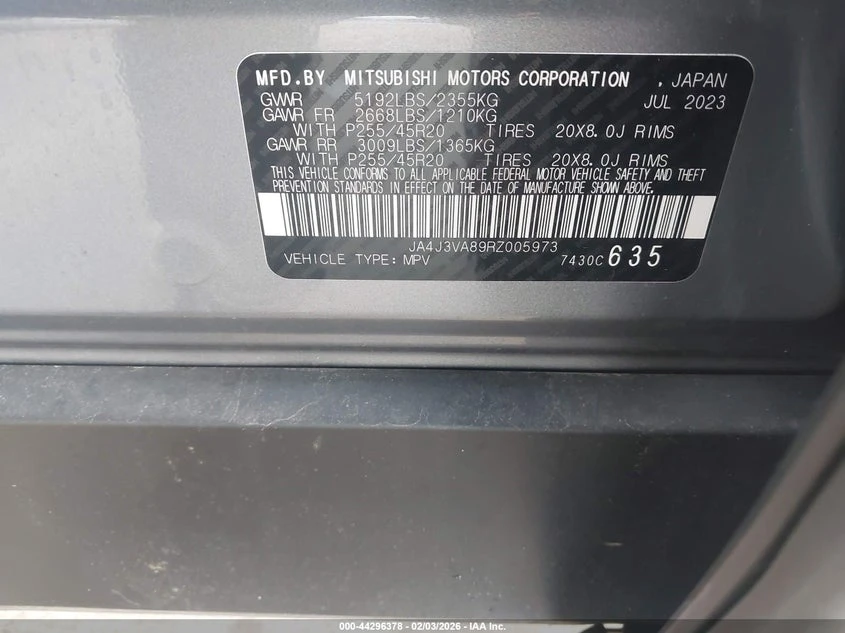 MFD.BY MITSUBISHI MOTORS CORPORATION , JAPAN
GVWR 5192LBS/2355KG JUL 2023
GAWR FR 2668LBS/1210KG
WITH P255/45R20 TIRES 20X8.0J RIMS
GAWR RR 3009LBS/1365KG
WITH P255/45R20 TIRES 20X8.0J RIMS
THIS VEHICLE CONFORMS TO ALL APPLICABLE FEDERAL MOTOR VEHICLE SAFETY AND THEFT
PREVENTION STANDARDS IN EFFECT ON THE DATE OF MANUFACTURE SHOWN ABOVE.
JA4J3VA89RZ005973
VEHICLE TYPE: MPV 7430C 635
000-44296378 - 02/03/2026 - IAA Inc.